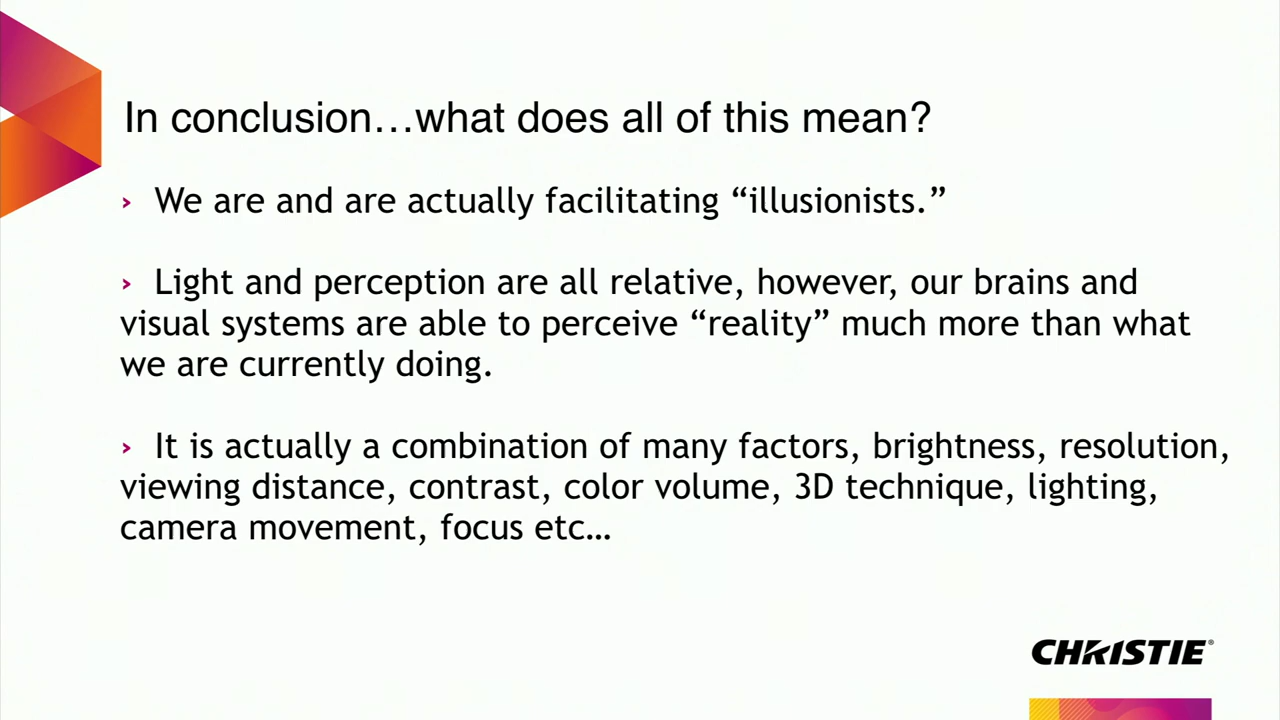 In conclusion…what does all of this mean?
› We are and are actually facilitating “illusionists.”
› Light and perception are all relative, however, our brains and
visual systems are able to perceive “reality” much more than what
we are currently doing.
› It is actually a combination of many factors, brightness, resolution,
viewing distance, contrast, color volume, 3D technique, lighting,
camera movement, focus etc…
CHRISTIE®